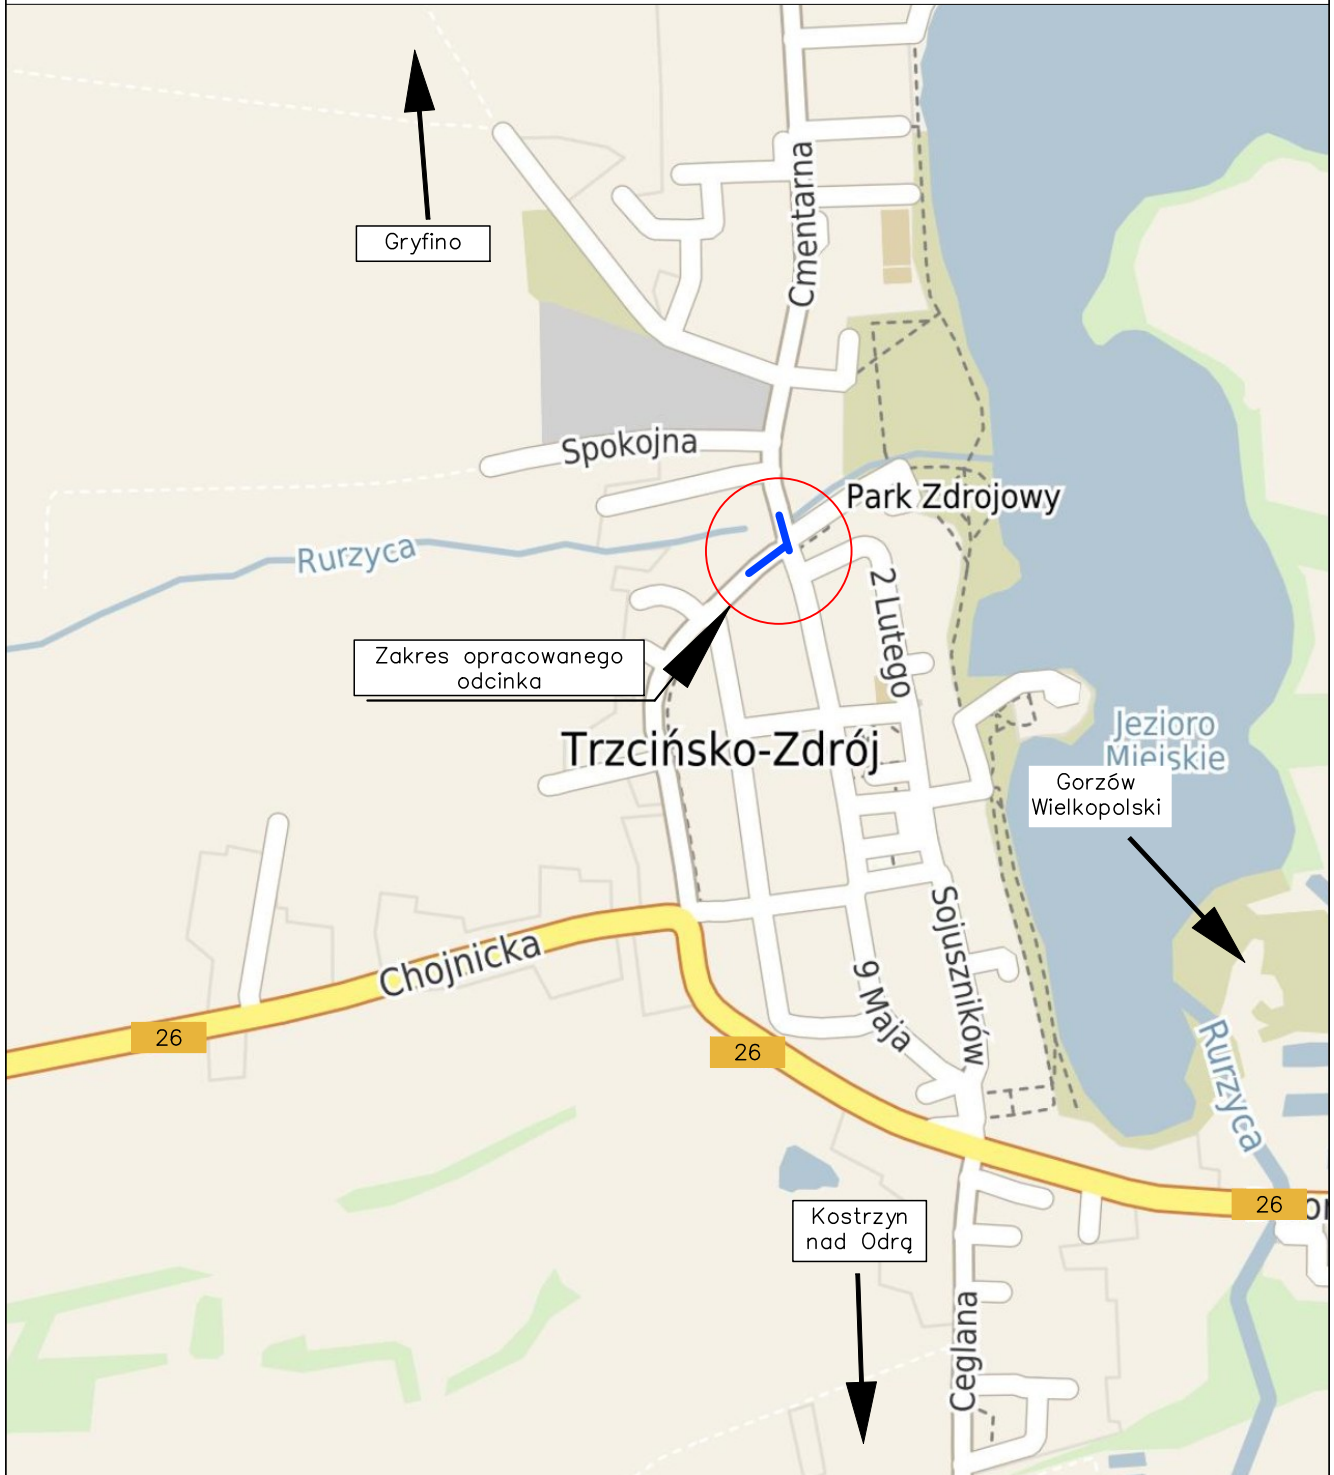 Cmentarna
Gryfino
Spokojna
Park Zdrojowy
Rurzyca
2 Lutego
Zakres opracowanego
odcinka
Trzcińsko-Zdrój
Jezioro
Miejskie
Gorzów
Wielkopolski
Sojuszników
Chojnicka
9 Maja
26
26
Rurzyca
26
Kostrzyn
nad Odrą
Ceglana